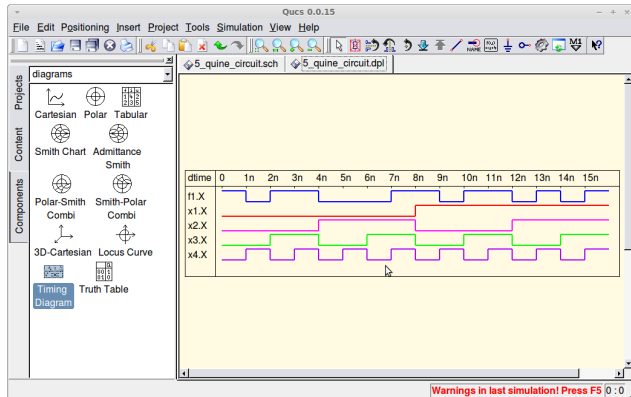 Qucs 0.0.15
File Edit Positioning Insert Project Tools Simulation View Help
NAME
5_quine_circuit.sch 5_quine_circuit.dpl
Projects
Content
Components
diagrams
Cartesian Polar Tabular
Smith Chart Admittance
Smith
Polar-Smith Smith-Polar
Combi Combi
3D-Cartesian Locus Curve
Timing Truth Table
Diagram
dtime 0 1n 2n 3n 4n 5n 6n 7n 8n 9n 10n 11n 12n 13n 14n 15n
f1.X
x1.X
x2.X
x3.X
x4.X
Warnings in last simulation! Press F5 0 : 0